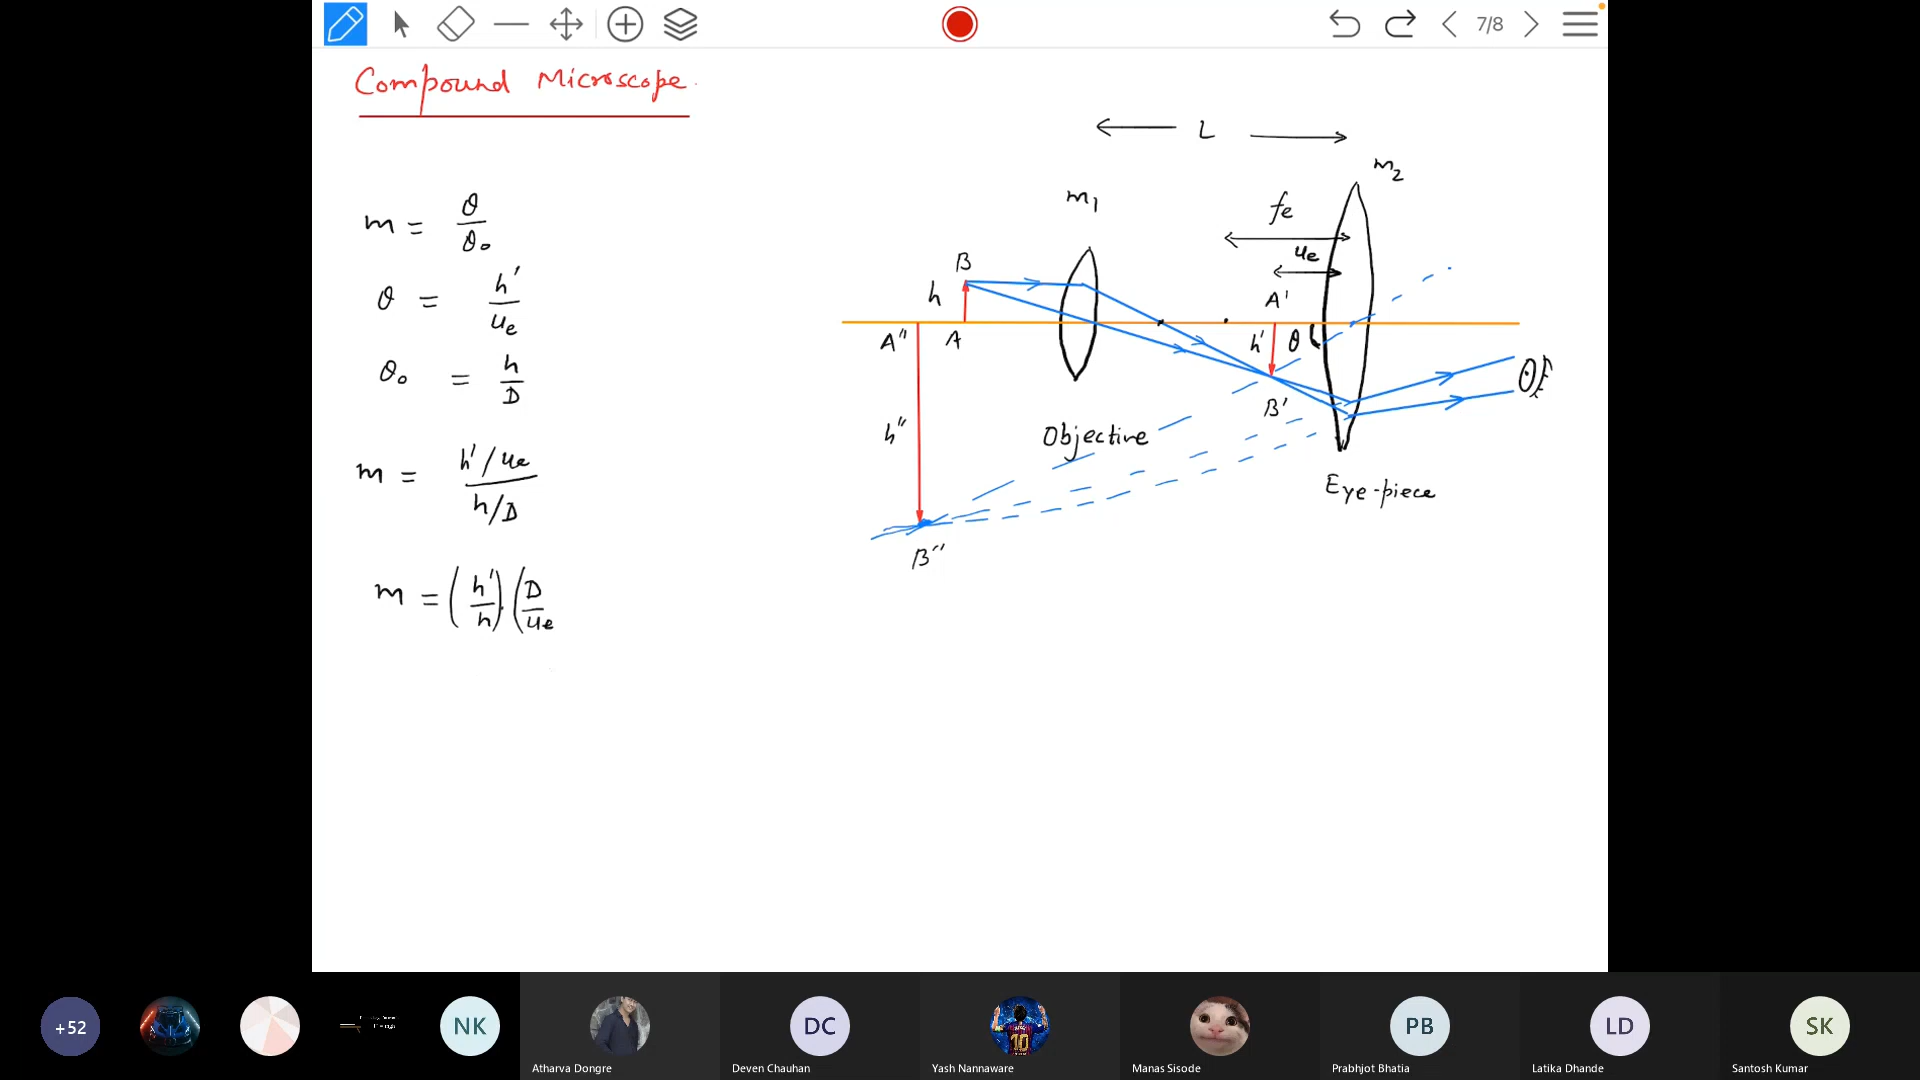 7/8
Compound Microscope.
L
m₂
m₁
fe
ue
m = θ/θ₀
B
h
A'
θ = h'/ue
A"
A
h'
θ
θ₀ = h/D
B'
h"
Objective
m = h'/ue / h/D
Eye-piece
B"
m = (h'/h).(D/ue
+52
NK
DC
10
PB
LD
SK
Atharva Dongre
Deven Chauhan
Yash Nannaware
Manas Sisode
Prabhjot Bhatia
Latika Dhande
Santosh Kumar